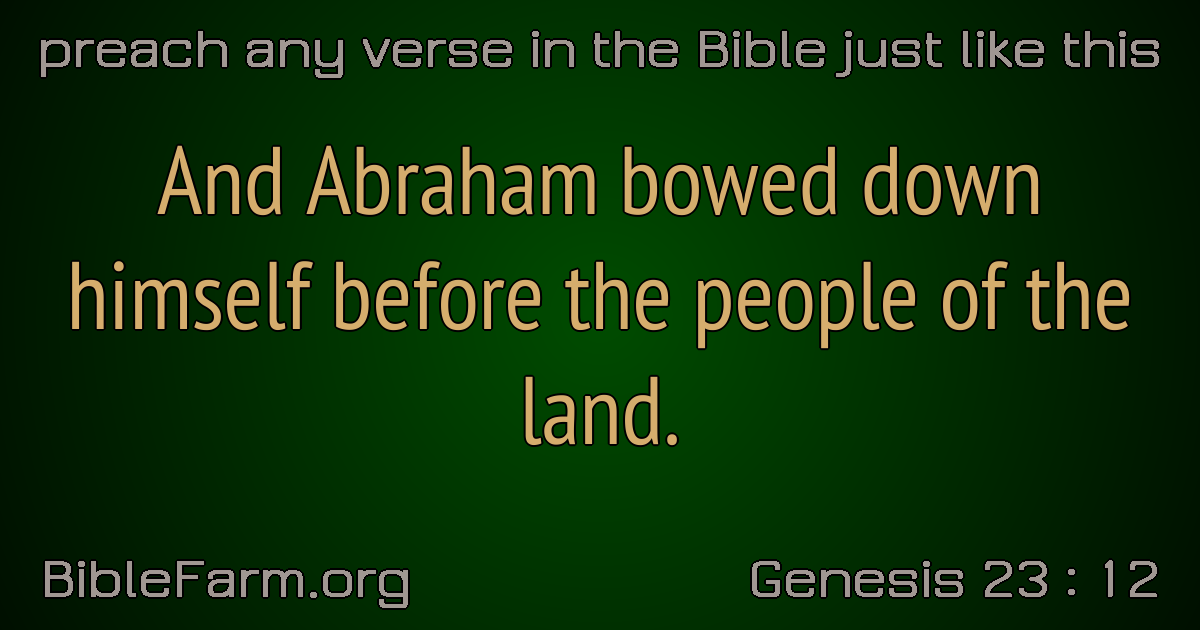 preach any verse in the Bible just like this
And Abraham bowed down
himself before the people of the
land.
BibleFarm.org
Genesis 23 : 12